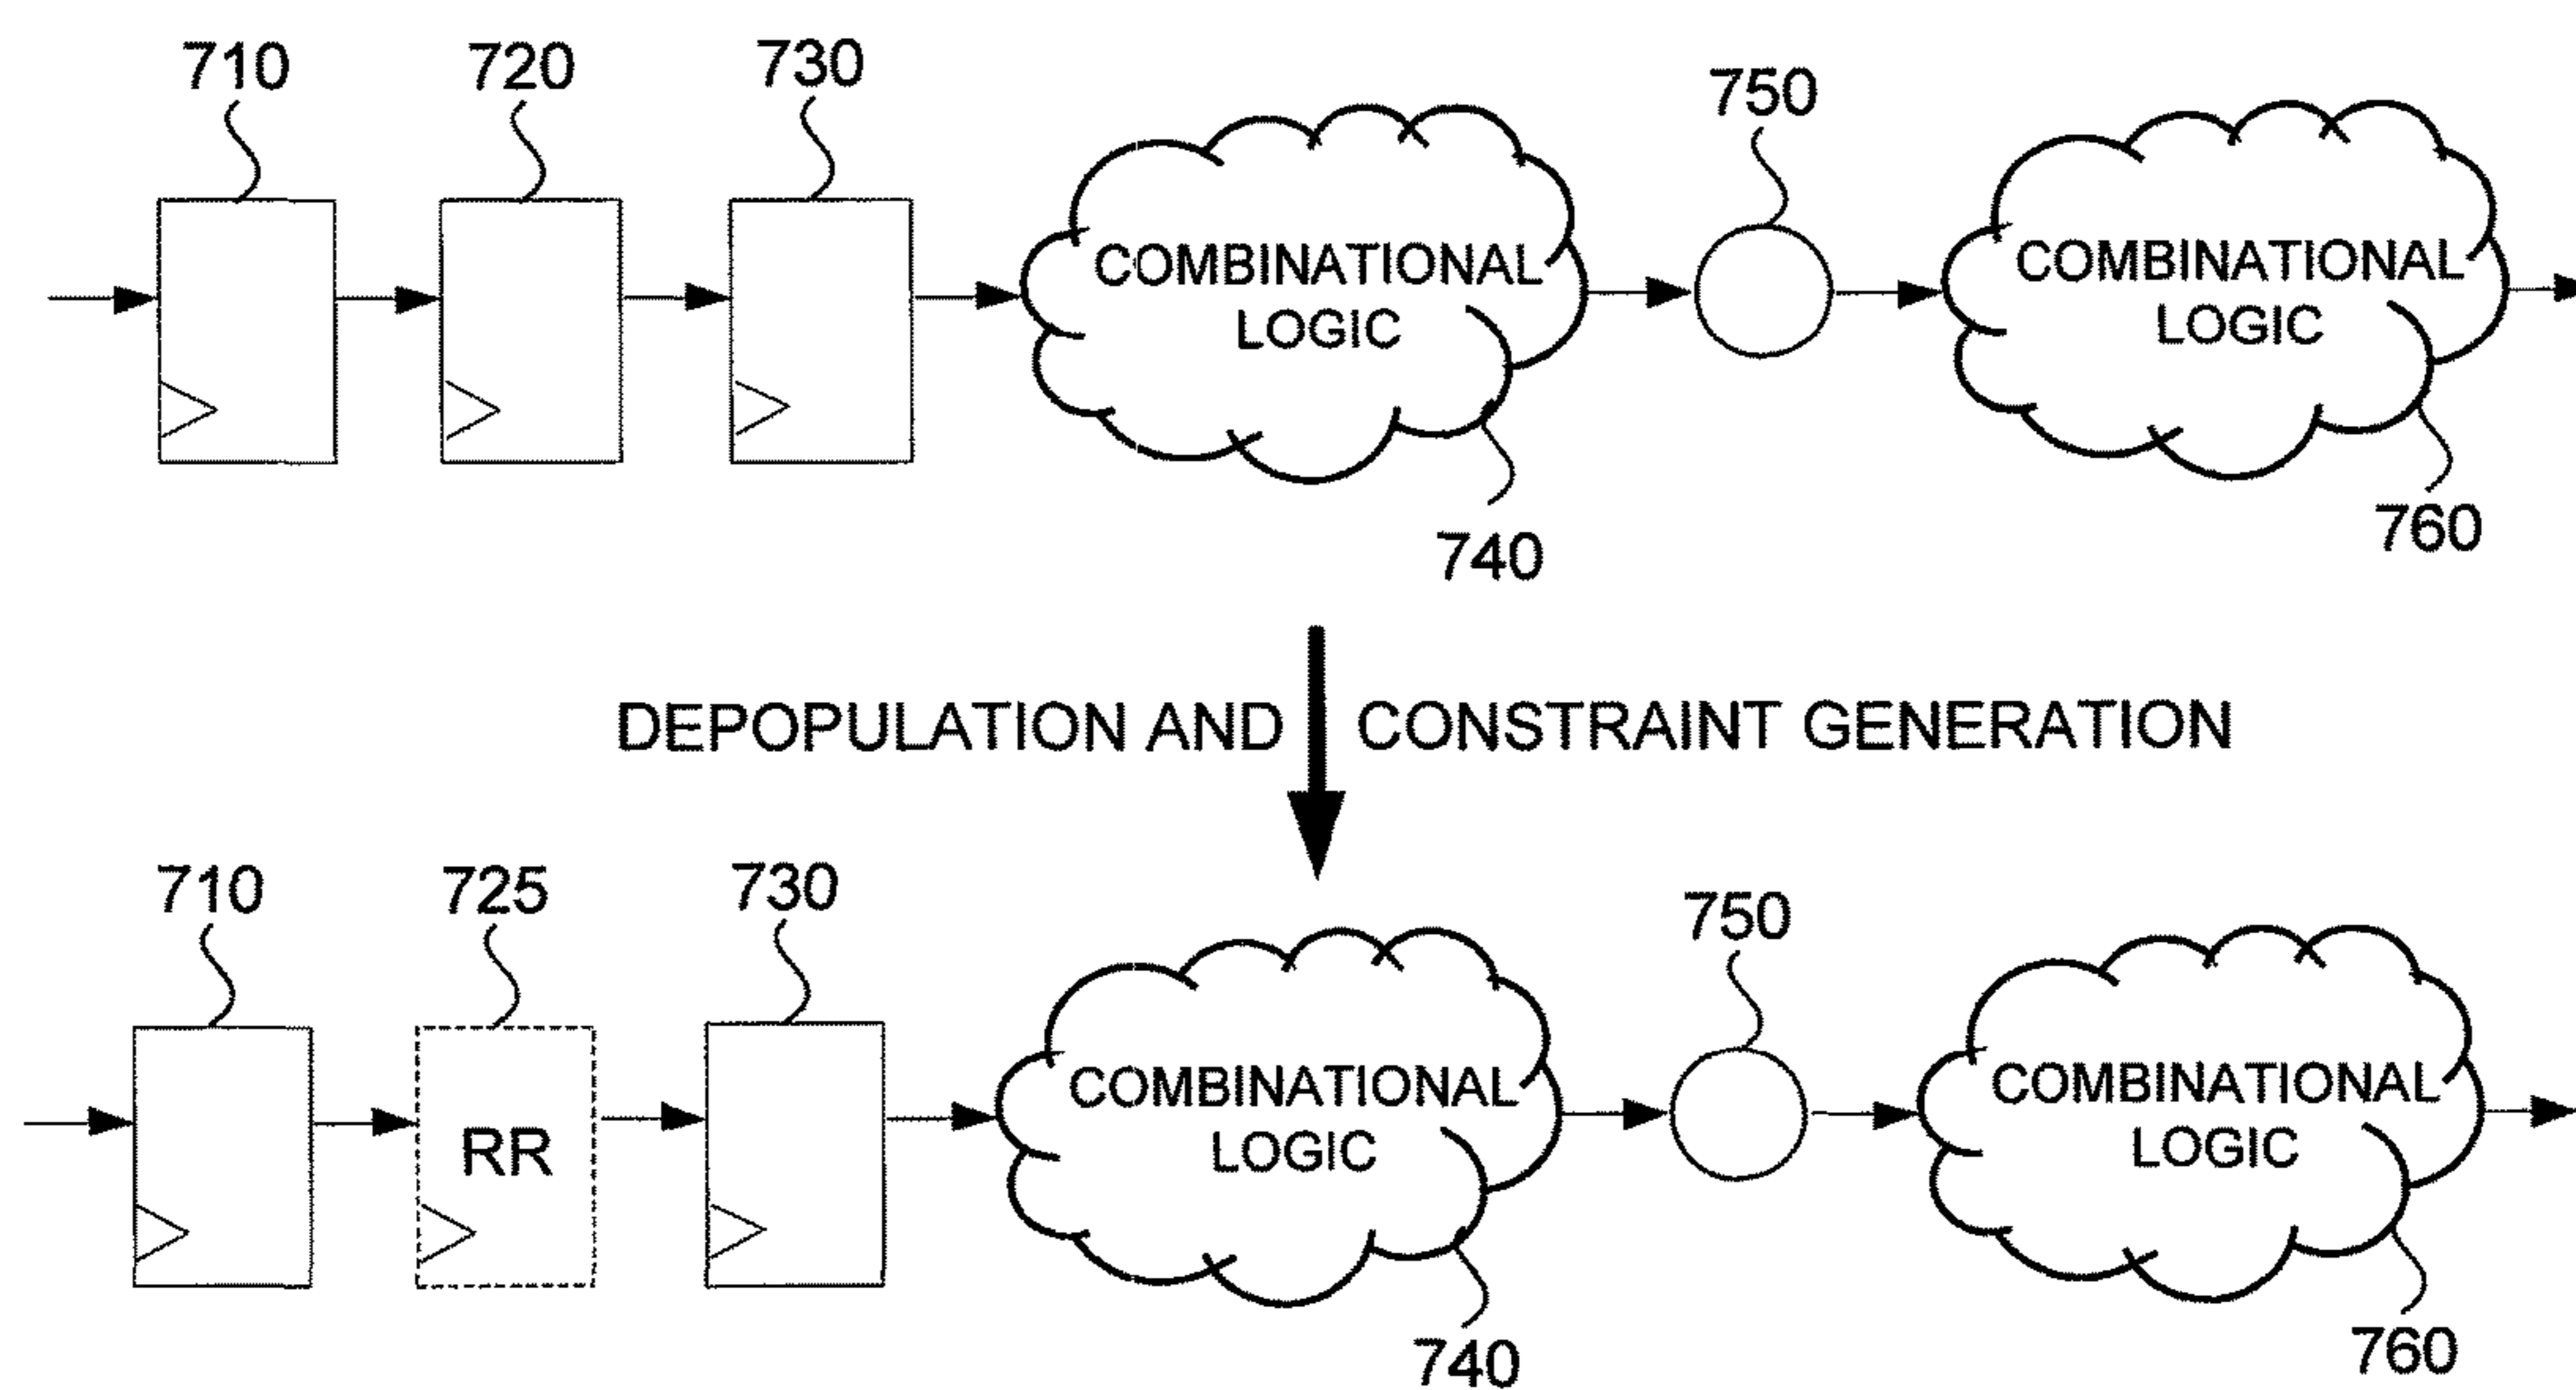 710 720 730 750
COMBINATIONAL LOGIC
COMBINATIONAL LOGIC
740
760
DEPOPULATION AND CONSTRAINT GENERATION
710 725 730 750
RR
COMBINATIONAL LOGIC
COMBINATIONAL LOGIC
740
760